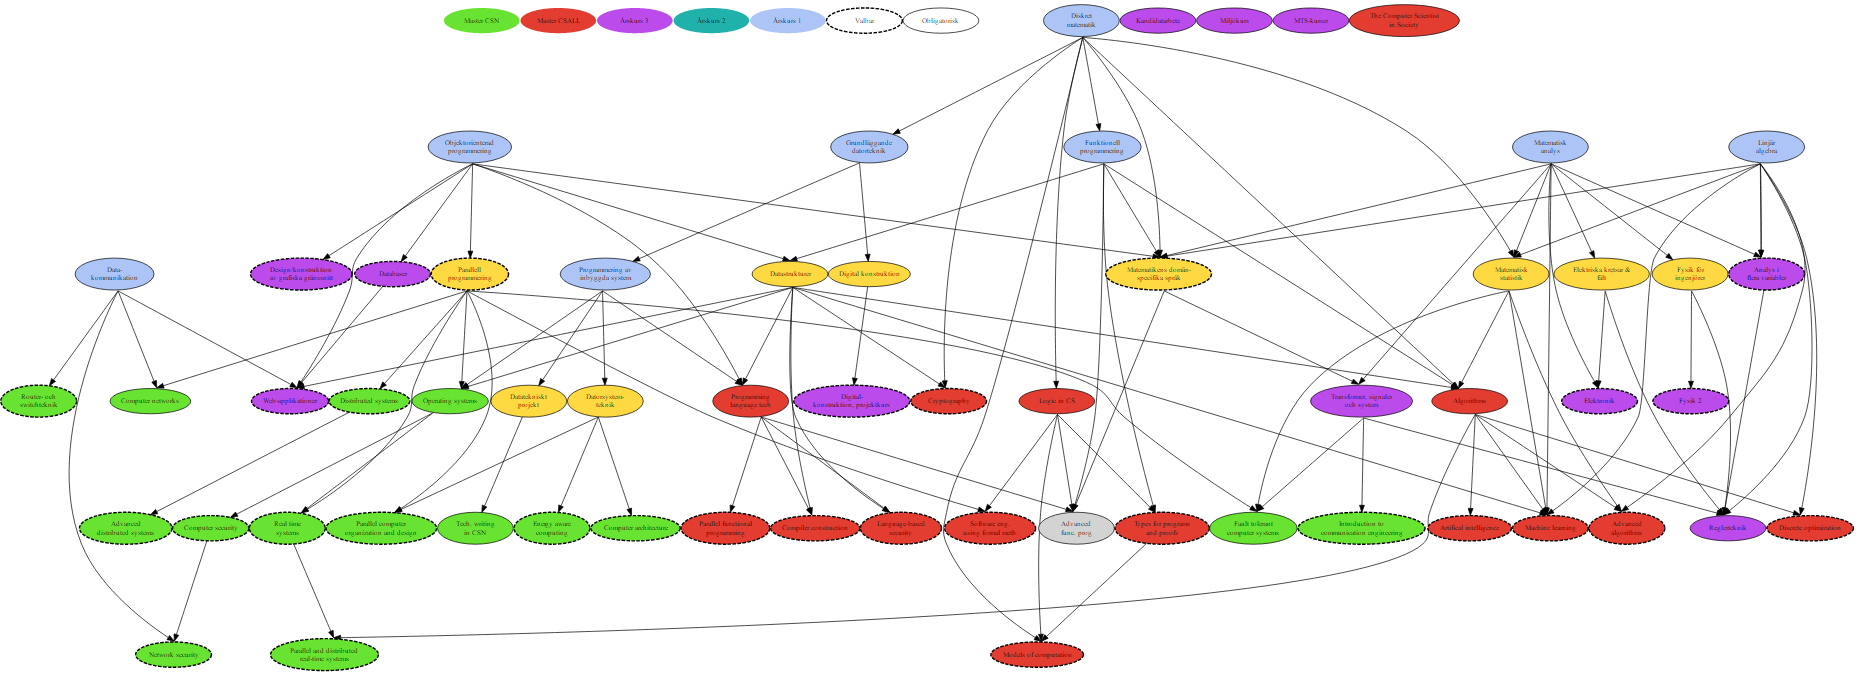 Master CSN
Master CSALL
Årskurs 3
Årskurs 2
Årskurs 1
Valbar
Obligatorisk
Diskret
matematik
Kandidatarbete
Miljökurs
MTS-kurser
The Computer Scientist
in Society
Objektorienterad
programmering
Grundläggande
datorteknik
Funktionell
programmering
Matematisk
analys
Linjär
algebra
Data-
kommunikation
Design/konstruktion
av grafiska gränssnitt
Databaser
Parallell
programmering
Programmering av
inbyggda system
Datastrukturer
Digital konstruktion
Matematikens domän-
specifika språk
Matematisk
statistik
Elektriska kretsar &
fält
Fysik för
ingenjörer
Analys i
flera variabler
Router- och
switchteknik
Computer networks
Web-applikationer
Distributed systems
Operating systems
Datatekniskt
projekt
Datorsystem-
teknik
Programming
language tech
Digital-
konstruktion, projektkurs
Cryptography
Logic in CS
Transformer, signaler
och system
Algorithms
Elektronik
Fysik 2
Advanced
distributed systems
Computer security
Real time
systems
Parallel computer
organization and design
Tech. writing
in CSN
Energy aware
computing
Computer architecture
Parallel functional
programming
Compiler construction
Language-based
security
Software eng.
using formal meth.
Advanced
func. prog
Types for programs
and proofs
Fault tolerant
computer systems
Introduction to
communication engineering
Artifical intelligence
Machine learning
Advanced
algorithms
Reglerteknik
Discrete optimization
Network security
Parallel and distributed
real-time systems
Models of computation